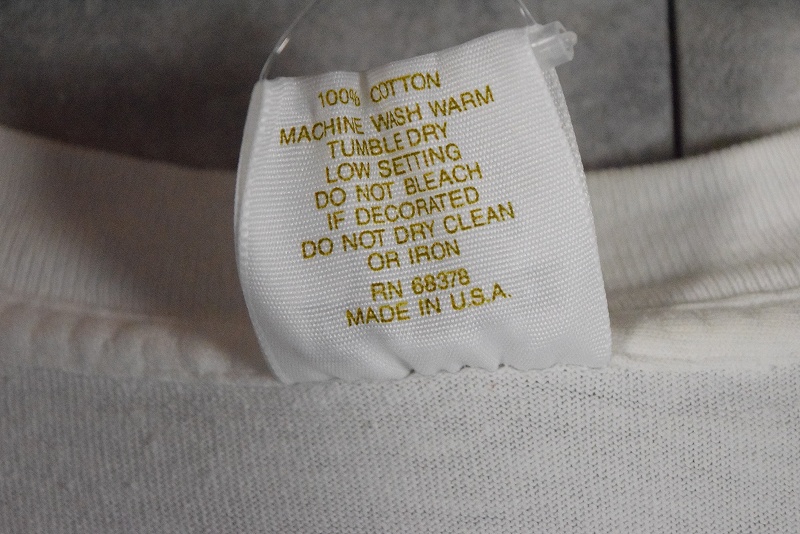 100% COTTON
MACHINE WASH WARM
TUMBLE DRY
LOW SETTING
DO NOT BLEACH
IF DECORATED
DO NOT DRY CLEAN
OR IRON
RN 68378
MADE IN U.S.A.